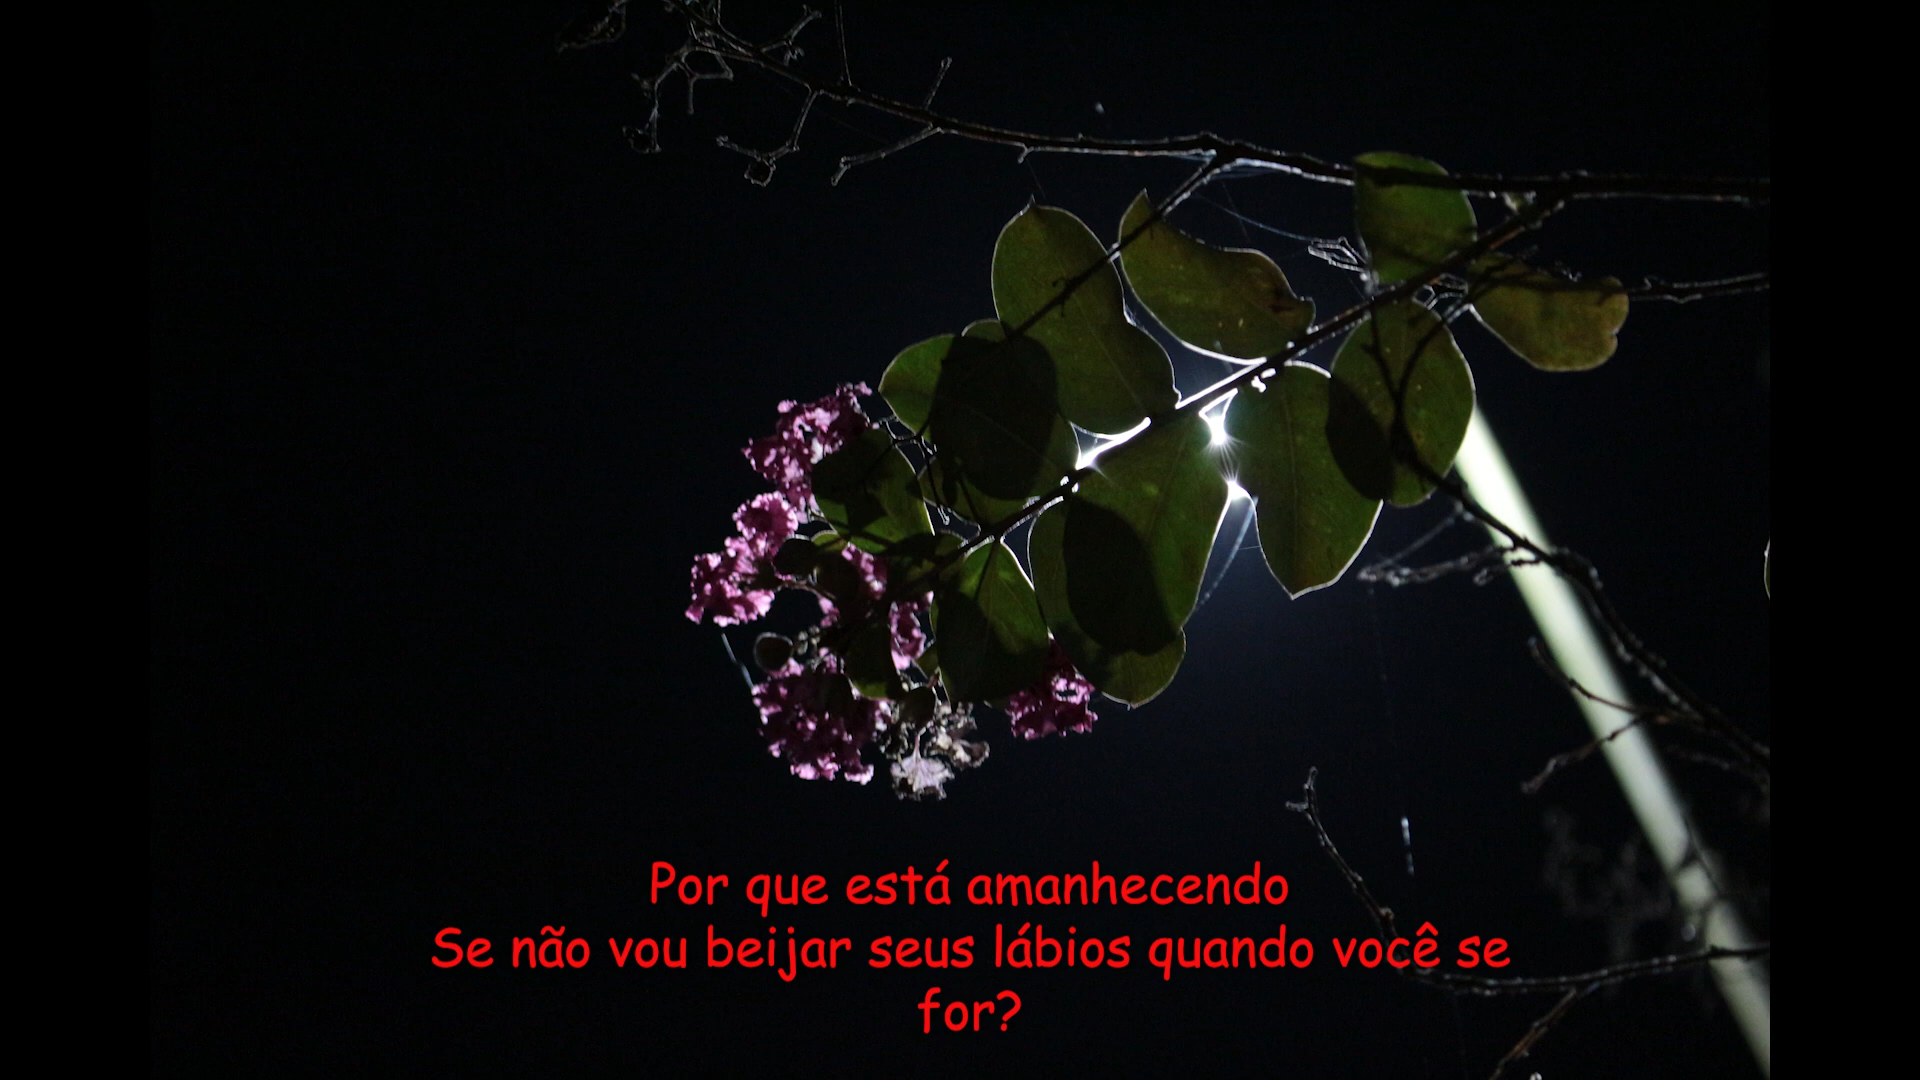 Por que está amanhecendo
Se não vou beijar seus lábios quando você se
for?